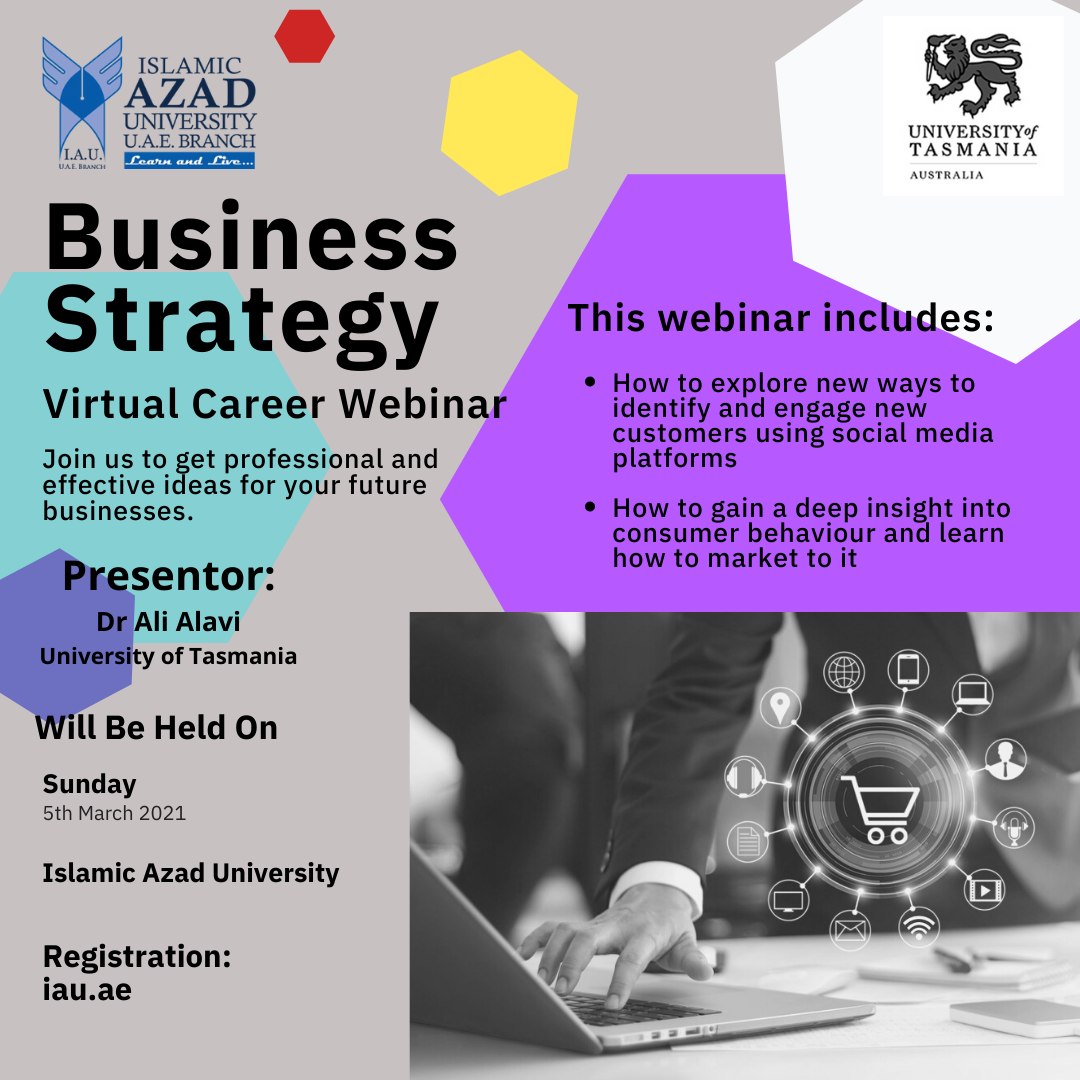 ISLAMIC
AZAD
UNIVERSITY
U.A.E. BRANCH
Learn and Live...
I.A.U.
U.A.E. BRANCH
UNIVERSITY of
TASMANIA
AUSTRALIA
Business
Strategy
Virtual Career Webinar
Join us to get professional and
effective ideas for your future
businesses.
This webinar includes:
• How to explore new ways to
identify and engage new
customers using social media
platforms
• How to gain a deep insight into
consumer behaviour and learn
how to market to it
Presentor:
Dr Ali Alavi
University of Tasmania
Will Be Held On
Sunday
5th March 2021
Islamic Azad University
Registration:
iau.ae